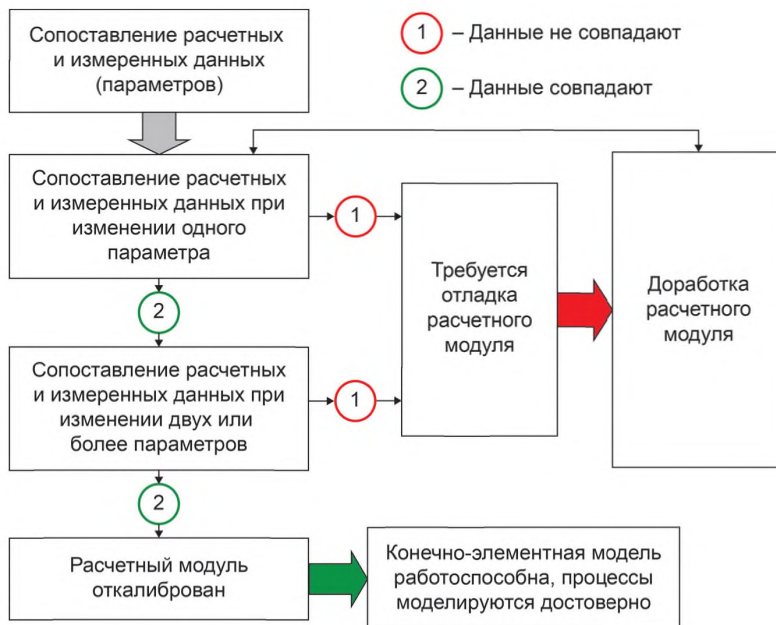 Сопоставление расчетных
и измеренных данных
(параметров)
1 – Данные не совпадают
2 – Данные совпадают
Сопоставление расчетных
и измеренных данных при
изменении одного
параметра
1
Требуется
отладка
расчетного
модуля
Доработка
расчетного
модуля
2
Сопоставление расчетных
и измеренных данных при
изменении двух или
более параметров
1
2
Расчетный модуль
откалиброван
Конечно-элементная модель
работоспособна, процессы
моделируются достоверно